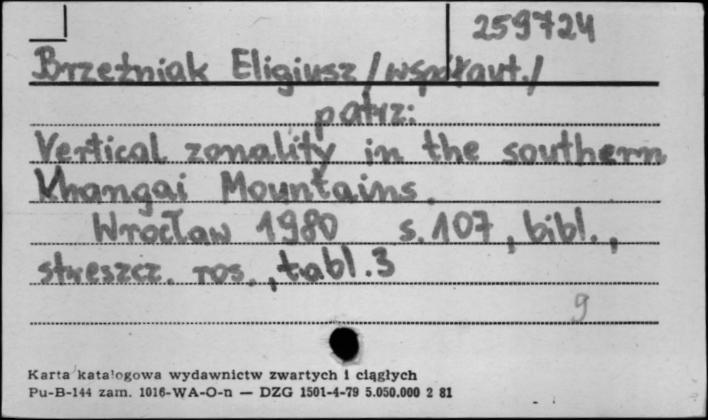 259724
Brzeźniak Eligiusz /współaut./
patrz:
Vertical zonality in the southern
Khangai Mountains.
Wrocław 1980 s.107, bibl.,
streszcz. ros., tabl.3
9
Karta katalogowa wydawnictw zwartych i ciągłych
Pu-B-144 zam. 1016-WA-O-n — DZG 1501-4-79 5.050.000 2 81